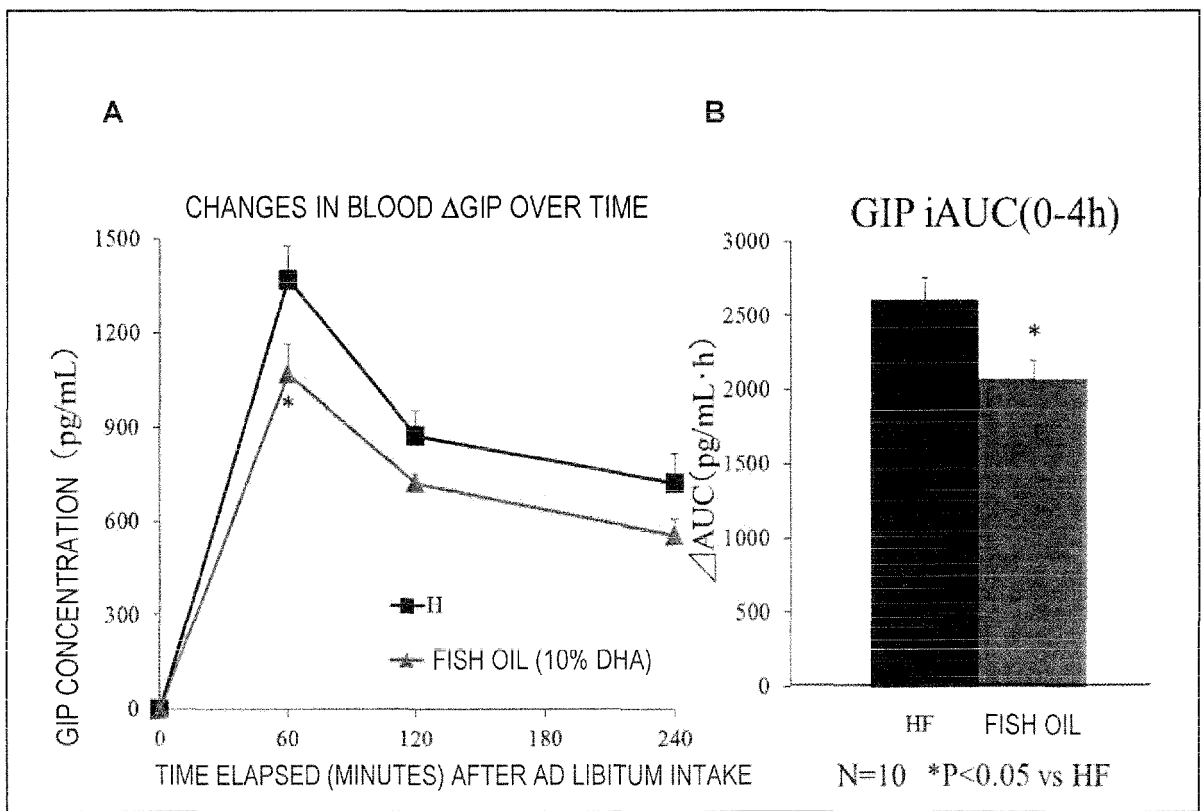 A
CHANGES IN BLOOD ΔGIP OVER TIME
GIP CONCENTRATION (pg/mL)
1500
1200
900
600
300
0
*
H
FISH OIL (10% DHA)
0 60 120 180 240
TIME ELAPSED (MINUTES) AFTER AD LIBITUM INTAKE
B
GIP iAUC(0-4h)
⊿AUC(pg/mL·h)
3000
2500
2000
1500
1000
500
0
*
HF FISH OIL
N=10 *P<0.05 vs HF